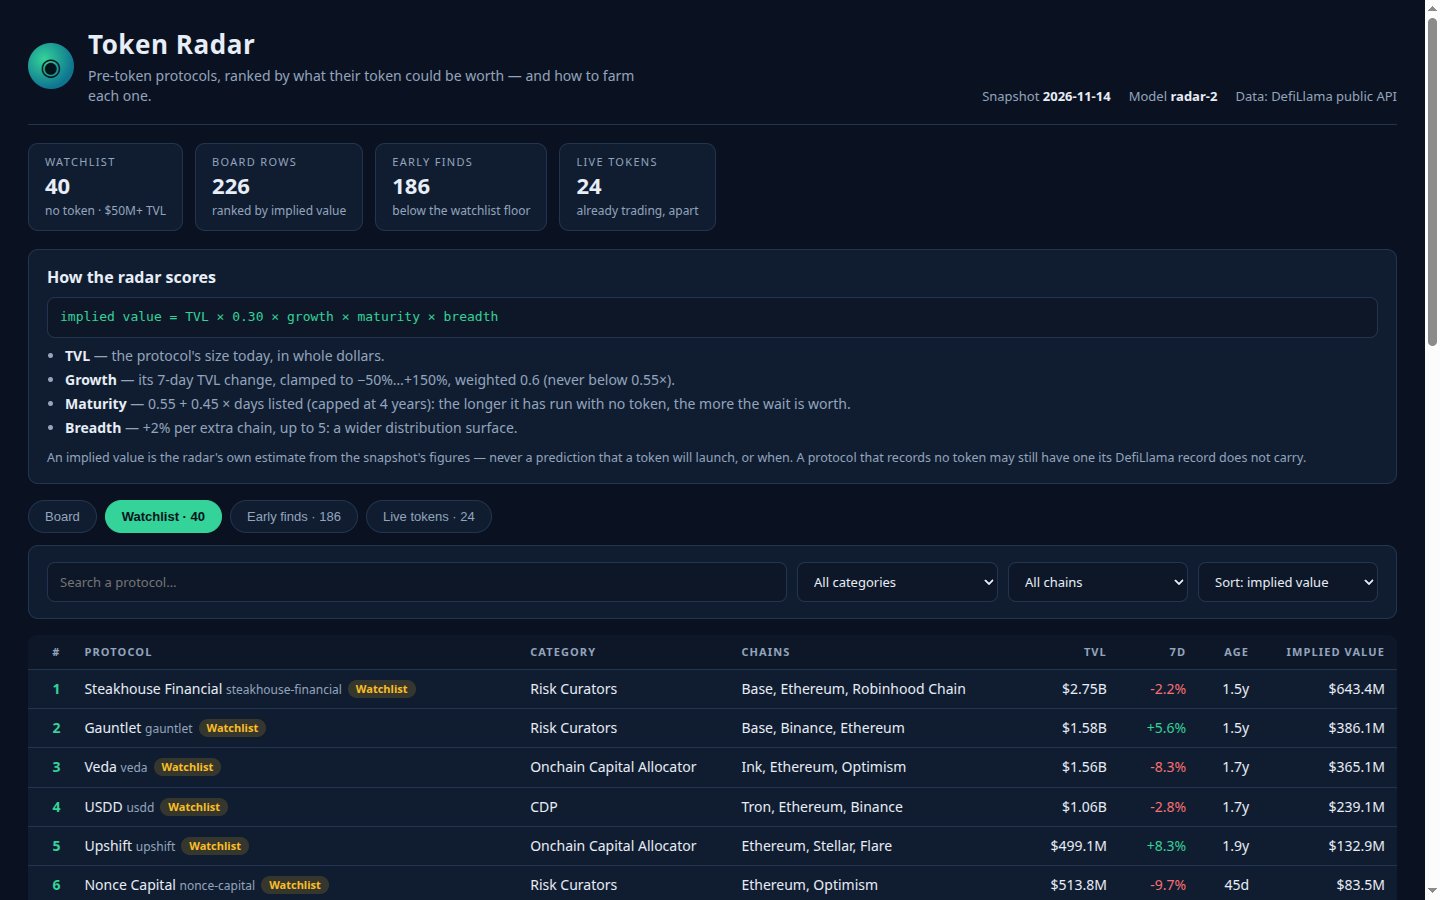 Token Radar
Pre-token protocols, ranked by what their token could be worth — and how to farm
each one.
Snapshot 2026-11-14 Model radar-2 Data: DefiLlama public API
WATCHLIST
40
no token · $50M+ TVL
BOARD ROWS
226
ranked by implied value
EARLY FINDS
186
below the watchlist floor
LIVE TOKENS
24
already trading, apart
How the radar scores
implied value = TVL × 0.30 × growth × maturity × breadth
• TVL — the protocol's size today, in whole dollars.
• Growth — its 7-day TVL change, clamped to −50%…+150%, weighted 0.6 (never below 0.55×).
• Maturity — 0.55 + 0.45 × days listed (capped at 4 years): the longer it has run with no token, the more the wait is worth.
• Breadth — +2% per extra chain, up to 5: a wider distribution surface.
An implied value is the radar's own estimate from the snapshot's figures — never a prediction that a token will launch, or when. A protocol that records no token may still have one its DefiLlama record does not carry.
Board Watchlist · 40 Early finds · 186 Live tokens · 24
Search a protocol… All categories All chains Sort: implied value
# PROTOCOL CATEGORY CHAINS TVL 7D AGE IMPLIED VALUE
1 Steakhouse Financial steakhouse-financial Watchlist Risk Curators Base, Ethereum, Robinhood Chain $2.75B -2.2% 1.5y $643.4M
2 Gauntlet gauntlet Watchlist Risk Curators Base, Binance, Ethereum $1.58B +5.6% 1.5y $386.1M
3 Veda veda Watchlist Onchain Capital Allocator Ink, Ethereum, Optimism $1.56B -8.3% 1.7y $365.1M
4 USDD usdd Watchlist CDP Tron, Ethereum, Binance $1.06B -2.8% 1.7y $239.1M
5 Upshift upshift Watchlist Onchain Capital Allocator Ethereum, Stellar, Flare $499.1M +8.3% 1.9y $132.9M
6 Nonce Capital nonce-capital Watchlist Risk Curators Ethereum, Optimism $513.8M -9.7% 45d $83.5M